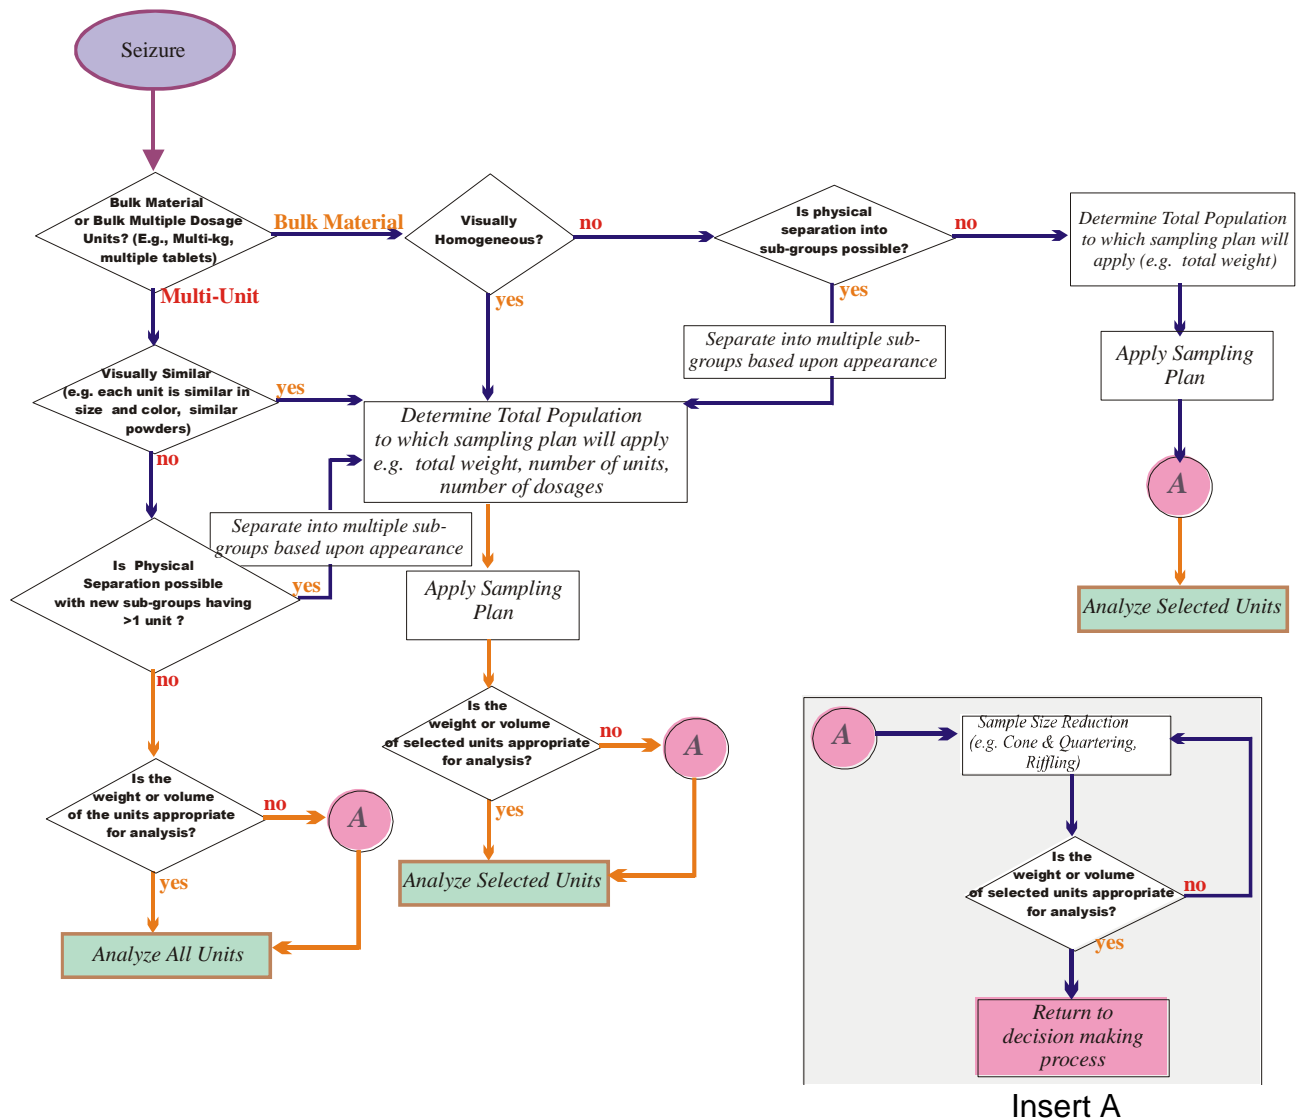 Seizure
Bulk Material
or Bulk Multiple Dosage
Units? (E.g., Multi-kg,
multiple tablets)
Bulk Material
Visually
Homogeneous?
no
Is physical
separation into
sub-groups possible?
no
Determine Total Population
to which sampling plan will
apply (e.g. total weight)
Multi-Unit
yes
yes
Separate into multiple sub-
groups based upon appearance
Apply Sampling
Plan
Visually Similar
(e.g. each unit is similar in
size and color, similar
powders)
yes
Determine Total Population
to which sampling plan will apply
e.g. total weight, number of units,
number of dosages
no
A
Separate into multiple sub-
groups based upon appearance
Is Physical
Separation possible
with new sub-groups having
>1 unit ?
yes
Apply Sampling
Plan
Analyze Selected Units
no
Is the
weight or volume
of selected units appropriate
for analysis?
no
A
yes
Analyze Selected Units
Is the
weight or volume
of the units appropriate
for analysis?
no
A
yes
Analyze All Units
A
Sample Size Reduction
(e.g. Cone & Quartering,
Riffling)
Is the
weight or volume
of selected units appropriate
for analysis?
no
yes
Return to
decision making
process
Insert A